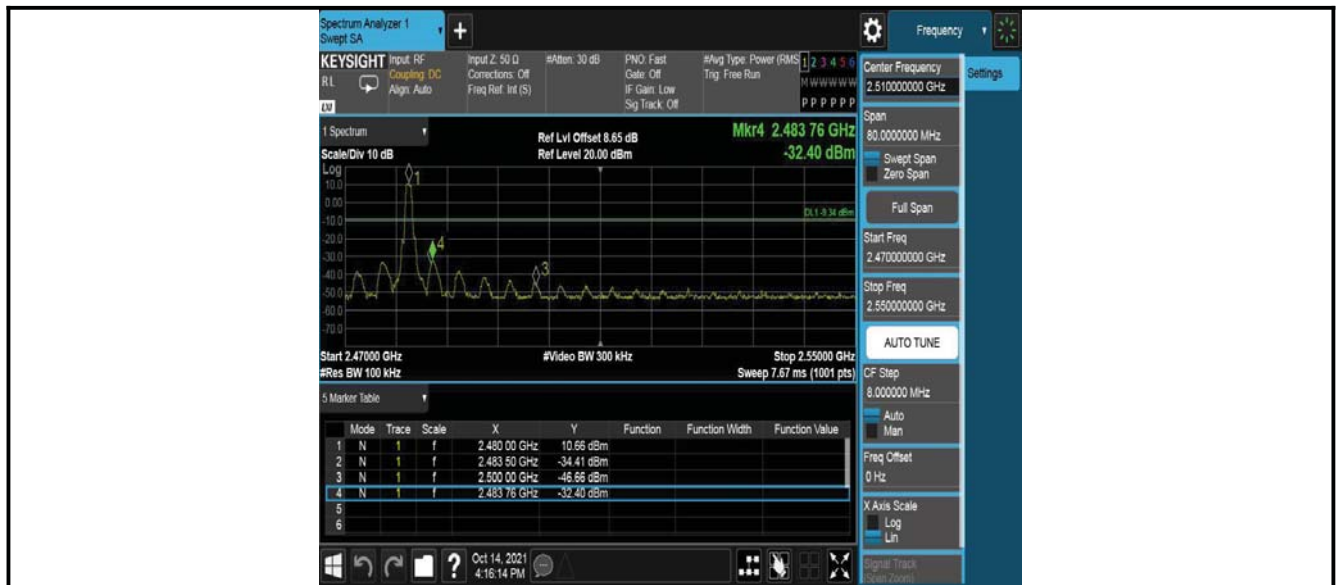 Spectrum Analyzer 1
Swept SA
+
Frequency
KEYSIGHT Input: RF
Coupling: DC
Align: Auto
RL
LXI
Input Z: 50 Ω
Corrections: Off
Freq Ref: Int (S)
#Atten: 30 dB
PNO: Fast
Gate: Off
IF Gain: Low
Sig Track: Off
#Avg Type: Power (RMS
Trig: Free Run
1 2 3 4 5 6
M W W W W W
P P P P P P
Center Frequency
2.510000000 GHz
Settings
Span
80.0000000 MHz
Swept Span
Zero Span
Full Span
Start Freq
2.470000000 GHz
Stop Freq
2.550000000 GHz
AUTO TUNE
CF Step
8.000000 MHz
Auto
Man
Freq Offset
0 Hz
X Axis Scale
Log
Lin
Signal Track
(Span Zoom)
1 Spectrum
Scale/Div 10 dB
Ref Lvl Offset 8.65 dB
Ref Level 20.00 dBm
Mkr4 2.483 76 GHz
-32.40 dBm
Log
10.0
0.00
-10.0
-20.0
-30.0
-40.0
-50.0
-60.0
-70.0
1
4
3
DL1 -9.34 dBm
Start 2.47000 GHz
#Res BW 100 kHz
#Video BW 300 kHz
Stop 2.55000 GHz
Sweep 7.67 ms (1001 pts)
5 Marker Table
Mode Trace Scale X Y Function Function Width Function Value
1 N 1 f 2.480 00 GHz 10.66 dBm
2 N 1 f 2.483 50 GHz -34.41 dBm
3 N 1 f 2.500 00 GHz -46.66 dBm
4 N 1 f 2.483 76 GHz -32.40 dBm
5
6
?
Oct 14, 2021
4:16:14 PM